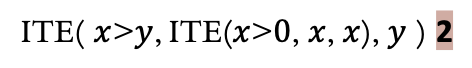 ITE( x>y, ITE(x>0, x, x), y ) 2